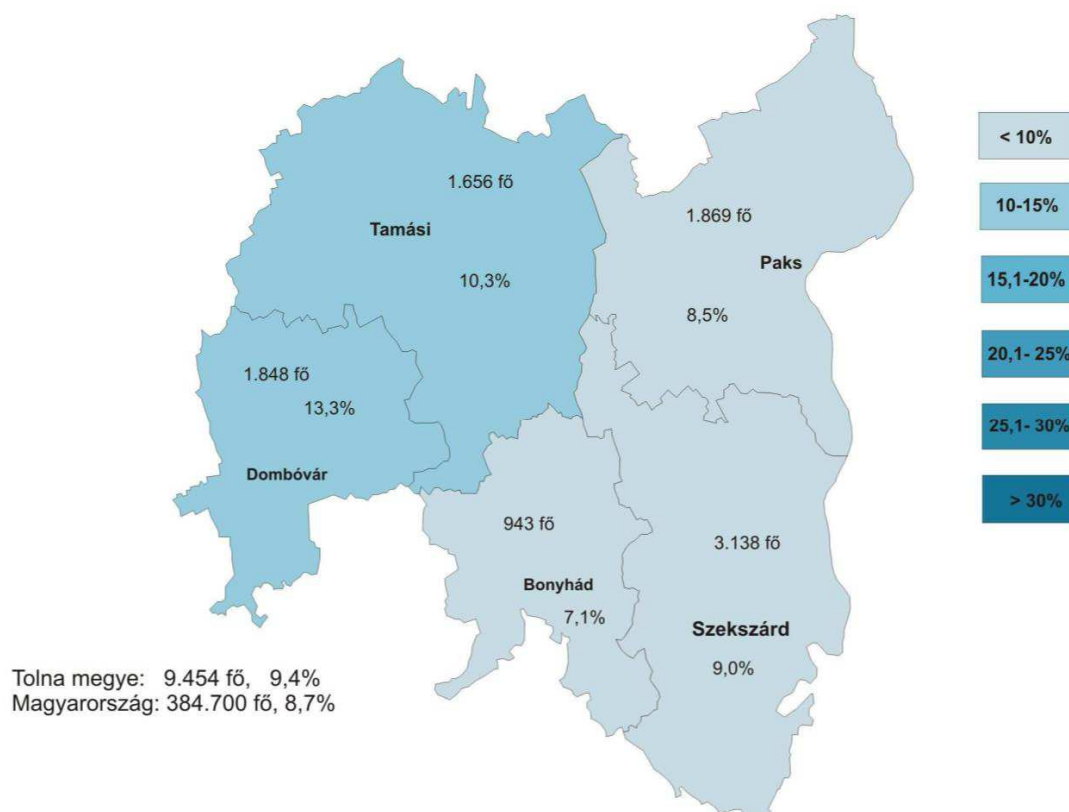 1.656 fő
Tamási
10,3%
1.869 fő
Paks
8,5%
1.848 fő
13,3%
Dombóvár
943 fő
Bonyhád
7,1%
3.138 fő
Szekszárd
9,0%
< 10%
10-15%
15,1-20%
20,1- 25%
25,1- 30%
> 30%
Tolna megye: 9.454 fő, 9,4%
Magyarország: 384.700 fő, 8,7%